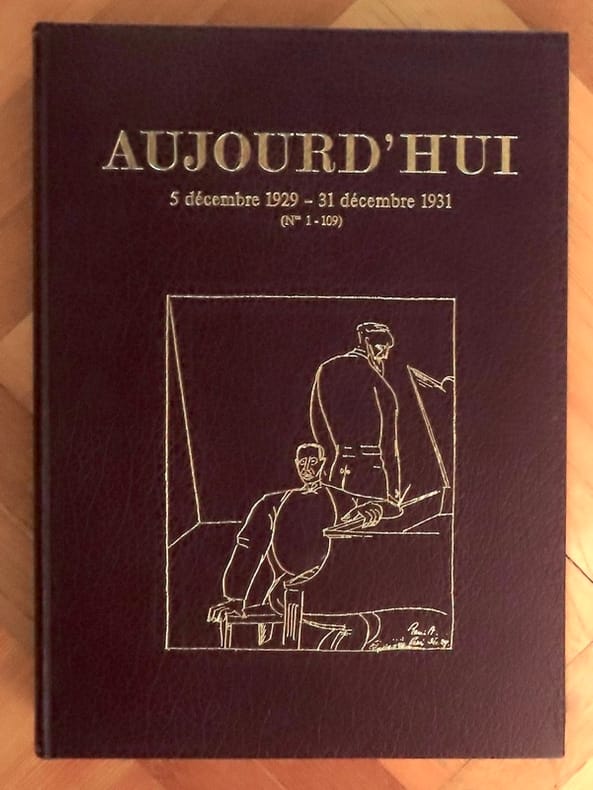 AUJOURD'HUI
5 décembre 1929 - 31 décembre 1931
(Nos 1 - 109)